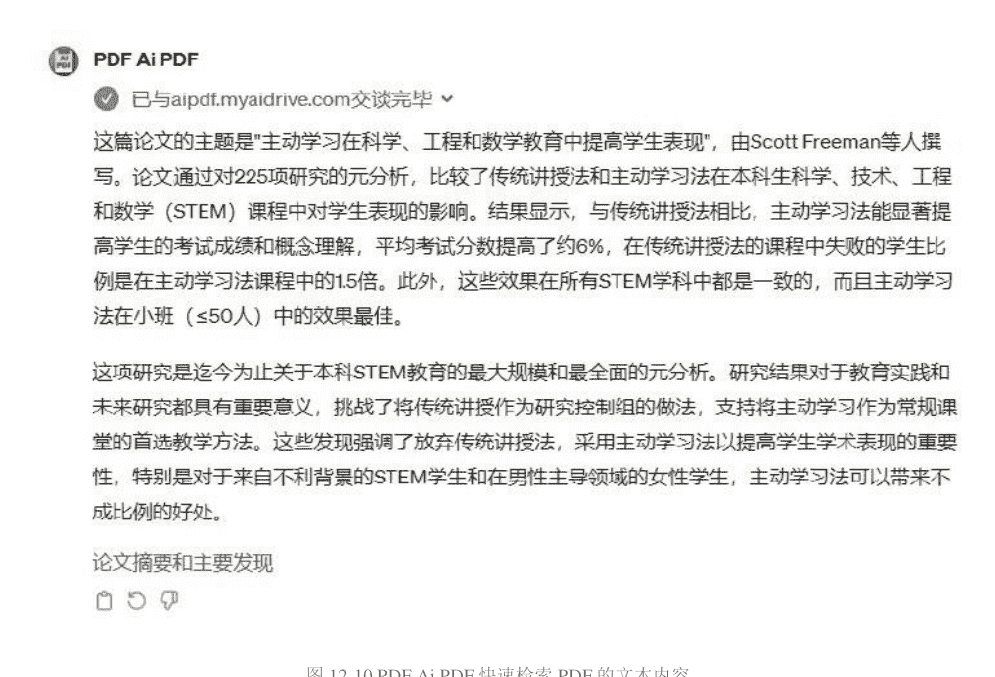 PDF Ai PDF
已与aipdf.myaidrive.com交谈完毕
这篇论文的主题是"主动学习在科学、工程和数学教育中提高学生表现"，由Scott Freeman等人撰
写。论文通过对225项研究的元分析，比较了传统讲授法和主动学习法在本科生科学、技术、工程
和数学（STEM）课程中对学生表现的影响。结果显示，与传统讲授法相比，主动学习法能显著提
高学生的考试成绩和概念理解，平均考试分数提高了约6%，在传统讲授法的课程中失败的学生比
例是在主动学习法课程中的1.5倍。此外，这些效果在所有STEM学科中都是一致的，而且主动学习
法在小班（≤50人）中的效果最佳。
这项研究是迄今为止关于本科STEM教育的最大规模和最全面的元分析。研究结果对于教育实践和
未来研究都具有重要意义，挑战了将传统讲授作为研究控制组的做法，支持将主动学习作为常规课
堂的首选教学方法。这些发现强调了放弃传统讲授法，采用主动学习法以提高学生学术表现的重要
性，特别是对于来自不利背景的STEM学生和在男性主导领域的女性学生，主动学习法可以带来不
成比例的好处。
论文摘要和主要发现
图 12-10 PDF Ai PDF 快速检索 PDF 的文本内容